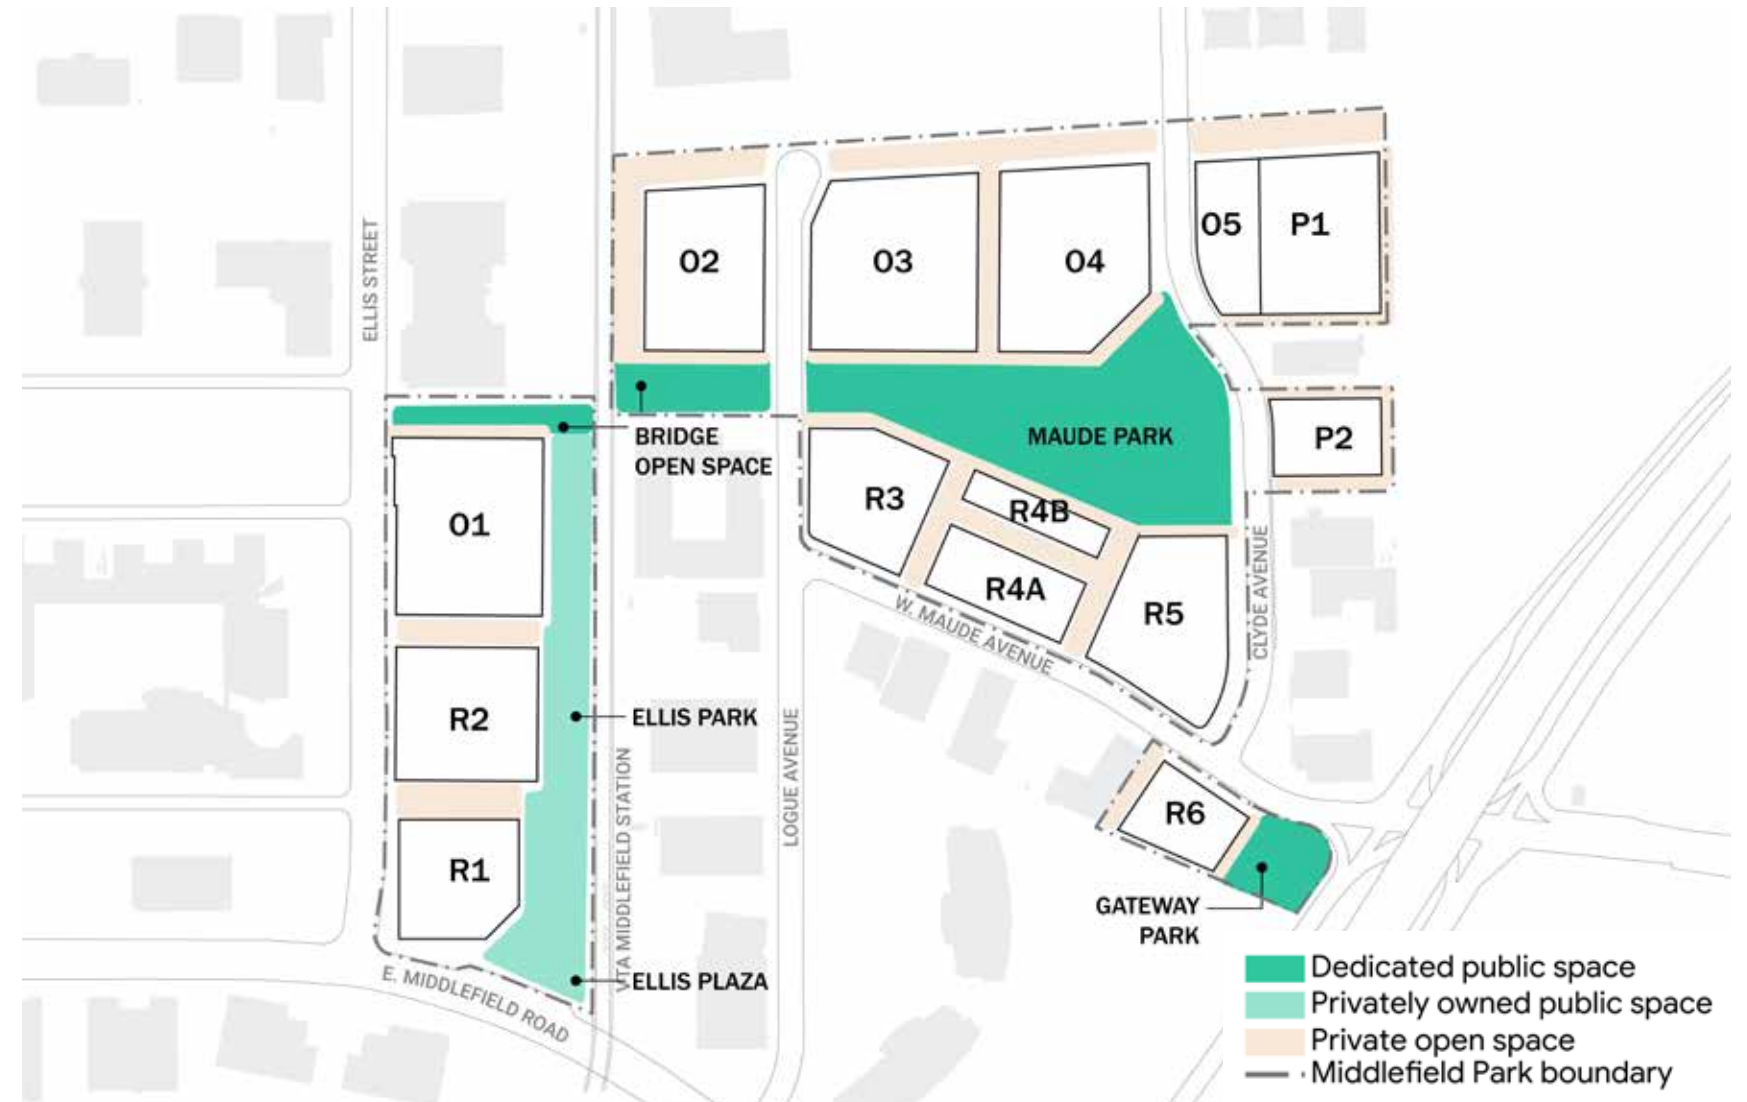 O2
O3
O4
O5
P1
ELLIS STREET
BRIDGE
OPEN SPACE
MAUDE PARK
P2
O1
R3
R4B
R4A
R5
W. MAUDE AVENUE
CLYDE AVENUE
R2
ELLIS PARK
VTA MIDDLEFIELD STATION
LOGUE AVENUE
R6
R1
GATEWAY
PARK
ELLIS PLAZA
E. MIDDLEFIELD ROAD
Dedicated public space
Privately owned public space
Private open space
Middlefield Park boundary